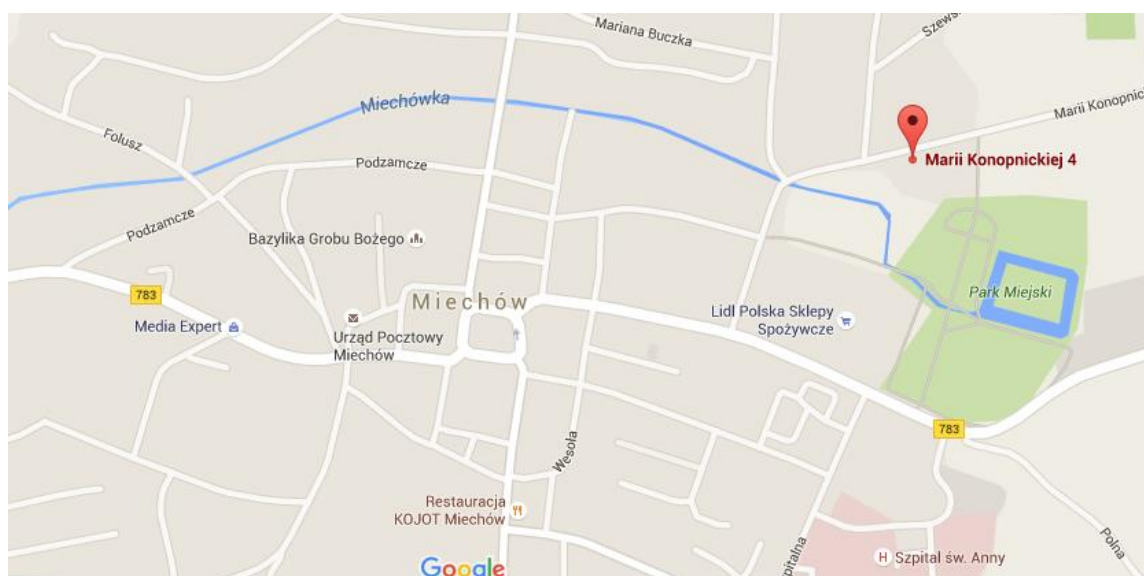 Mariana Buczka
Szews
Miechówka
Marii Konopnic
Folusz
Podzamcze
Marii Konopnickiej 4
Podzamcze
Bazylika Grobu Bożego
Park Miejski
783
Miechów
Lidl Polska Sklepy
Spożywcze
Media Expert
Urząd Pocztowy
Miechów
783
Wesoła
Restauracja
KOJOT Miechów
Polna
H Szpital św. Anny
pitalna
Google